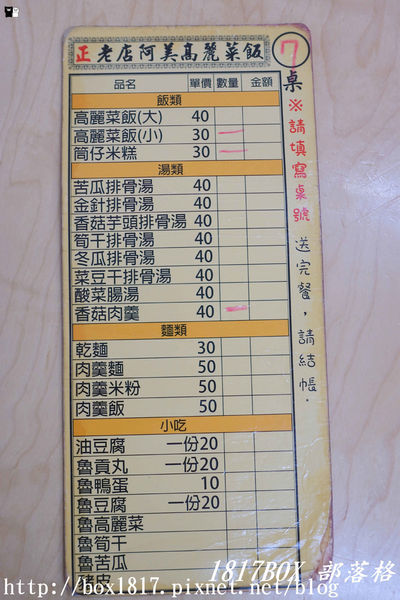 正 老店阿美高麗菜飯
7
桌
※請填寫桌號
送完餐，請結帳。
品名 單價 數量 金額
飯類
高麗菜飯(大) 40
高麗菜飯(小) 30 一
筒仔米糕 30 一
湯類
苦瓜排骨湯 40
金針排骨湯 40
香菇芋頭排骨湯 40
筍干排骨湯 40
冬瓜排骨湯 40
菜豆干排骨湯 40
酸菜腸湯 40
香菇肉羹 40 一
麵類
乾麵 30
肉羹麵 50
肉羹米粉 50
肉羹飯 50
小吃
油豆腐 一份20
魯貢丸 一份20
魯鴨蛋 10
魯豆腐 一份20
魯高麗菜
魯筍干
魯苦瓜
豬皮
1817BOX 部落格
http://box1817.pixnet.net/blog